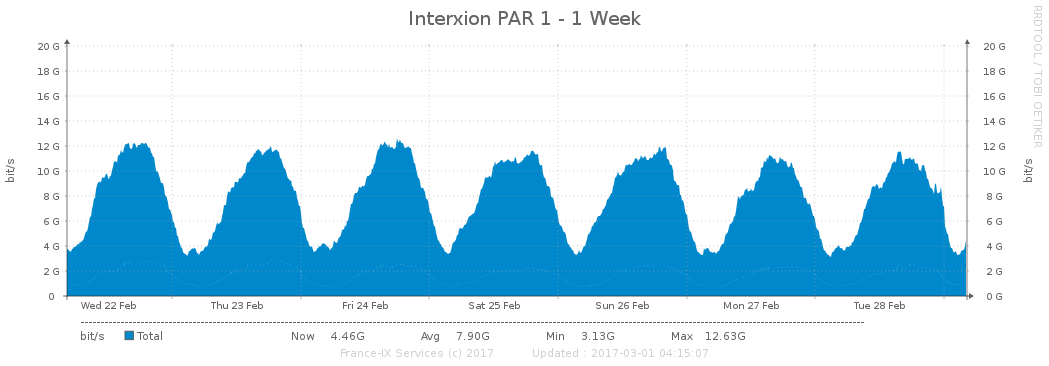 Interxion PAR 1 - 1 Week
RRDTOOL / TOBI OETIKER
bit/s
bit/s
20 G 20 G
18 G 18 G
16 G 16 G
14 G 14 G
12 G 12 G
10 G 10 G
8 G 8 G
6 G 6 G
4 G 4 G
2 G 2 G
0 0 G
Wed 22 Feb Thu 23 Feb Fri 24 Feb Sat 25 Feb Sun 26 Feb Mon 27 Feb Tue 28 Feb
bit/s Total Now 4.46G Avg 7.90G Min 3.13G Max 12.63G
France-IX Services (c) 2017 Updated : 2017-03-01 04:15:07